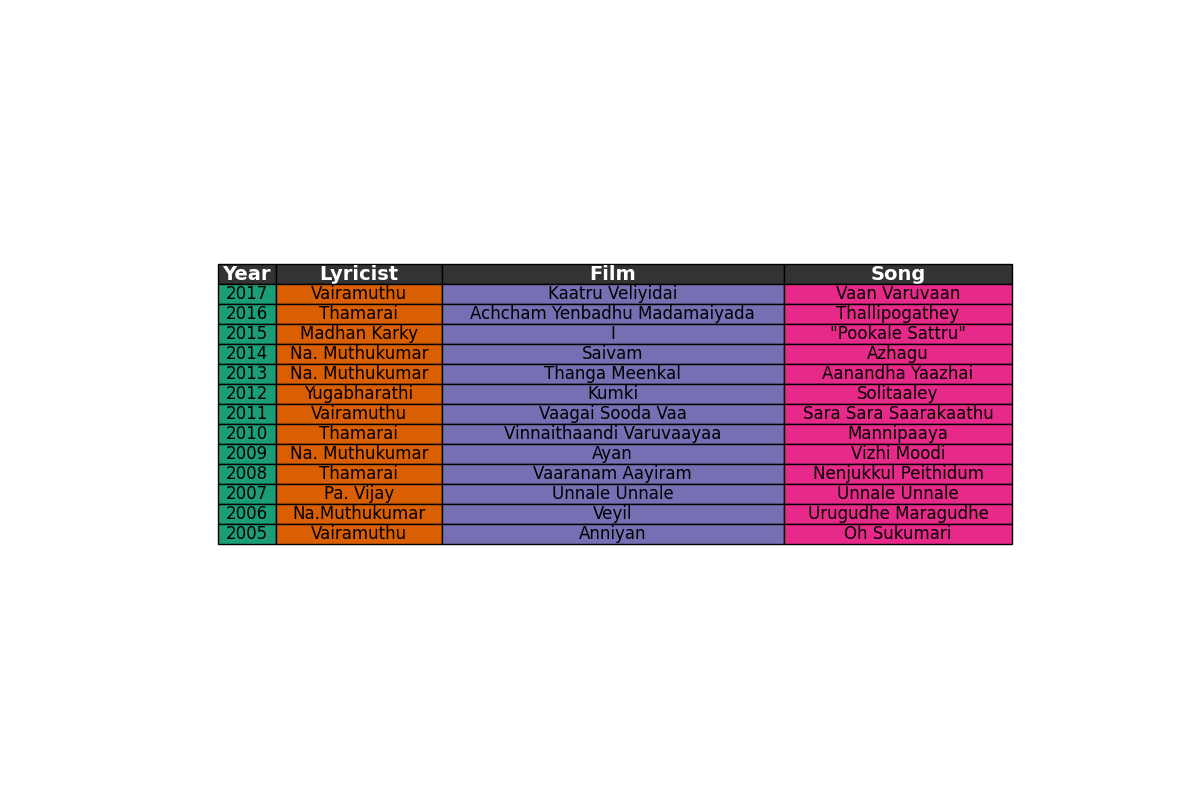 Year Lyricist Film Song
2017 Vairamuthu Kaatru Veliyidai Vaan Varuvaan
2016 Thamarai Achcham Yenbadhu Madamaiyada Thallipogathey
2015 Madhan Karky I "Pookale Sattru"
2014 Na. Muthukumar Saivam Azhagu
2013 Na. Muthukumar Thanga Meenkal Aanandha Yaazhai
2012 Yugabharathi Kumki Solitaaley
2011 Vairamuthu Vaagai Sooda Vaa Sara Sara Saarakaathu
2010 Thamarai Vinnaithaandi Varuvaayaa Mannipaaya
2009 Na. Muthukumar Ayan Vizhi Moodi
2008 Thamarai Vaaranam Aayiram Nenjukkul Peithidum
2007 Pa. Vijay Unnale Unnale Unnale Unnale
2006 Na.Muthukumar Veyil Urugudhe Maragudhe
2005 Vairamuthu Anniyan Oh Sukumari